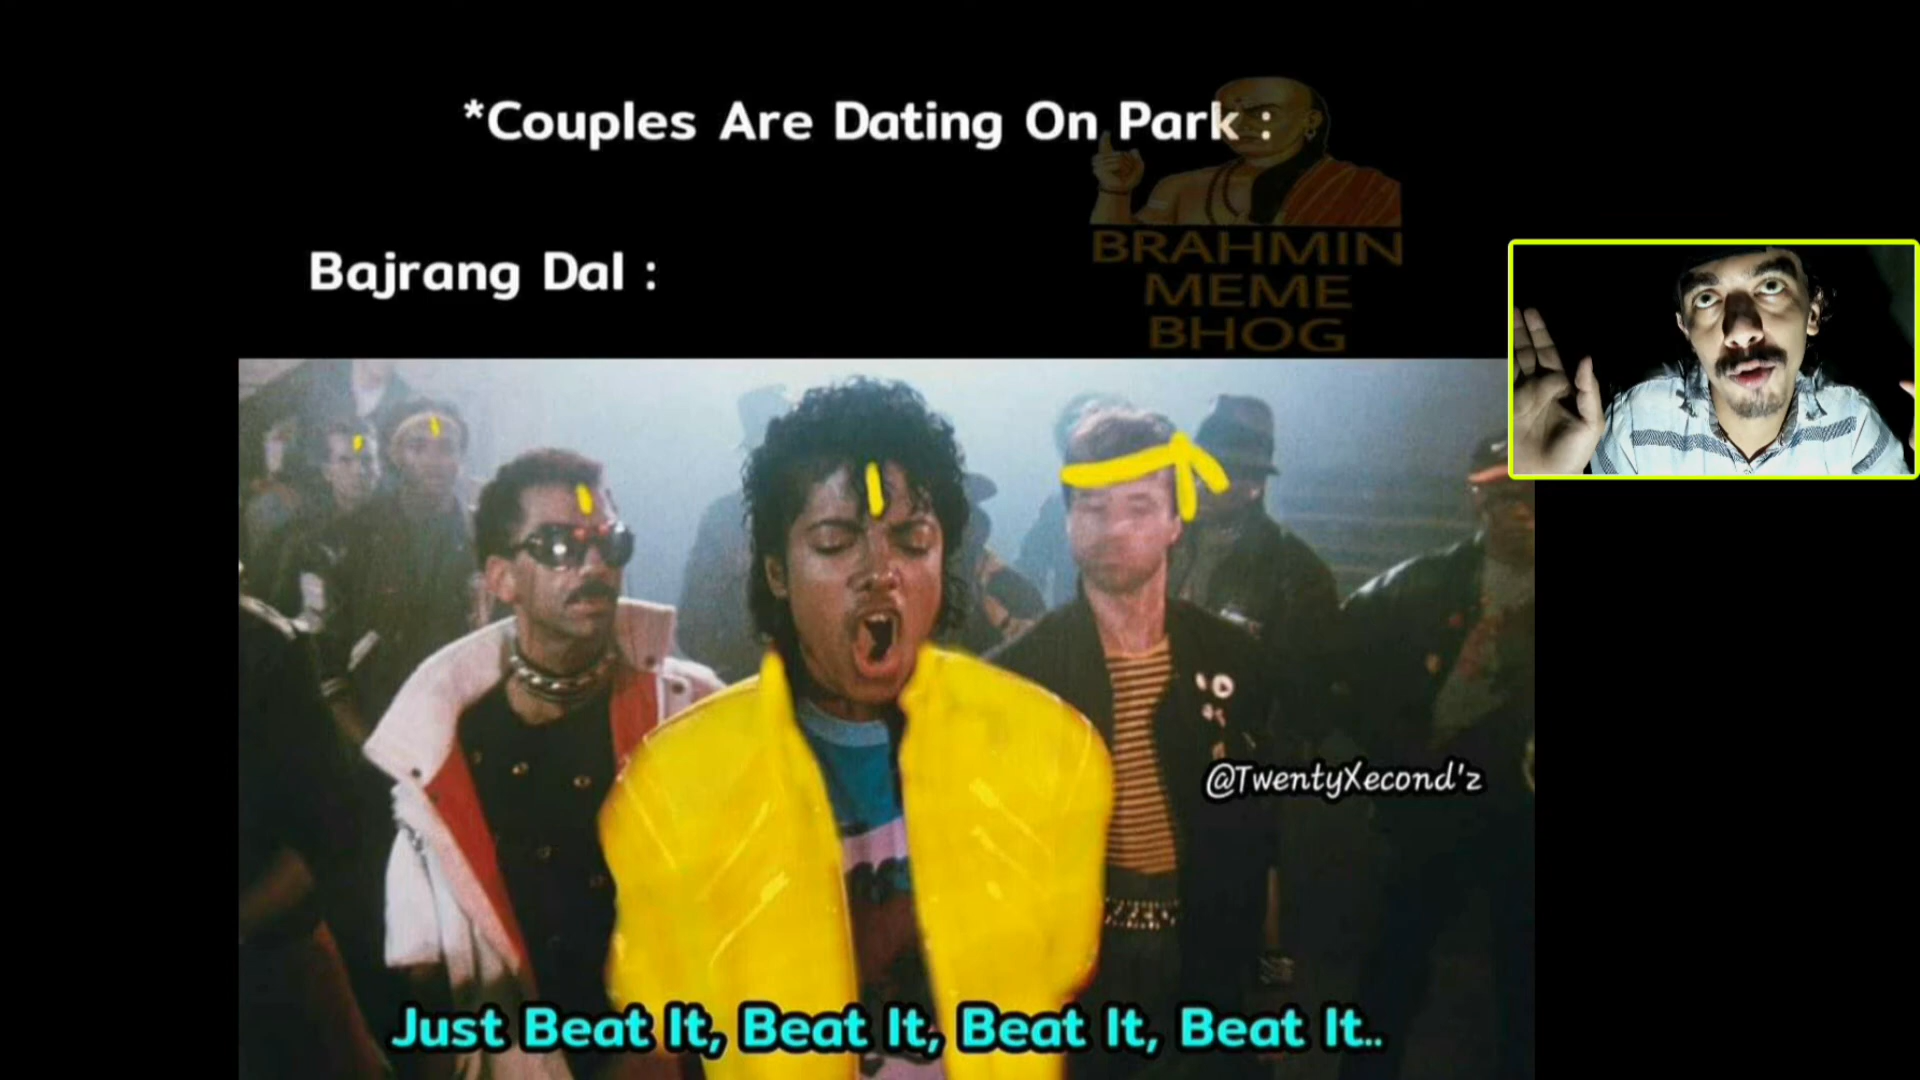 *Couples Are Dating On Park :
Bajrang Dal :
BRAHMIN
MEME
BHOG
@TwentyXecond'z
Just Beat It, Beat It, Beat It, Beat It..